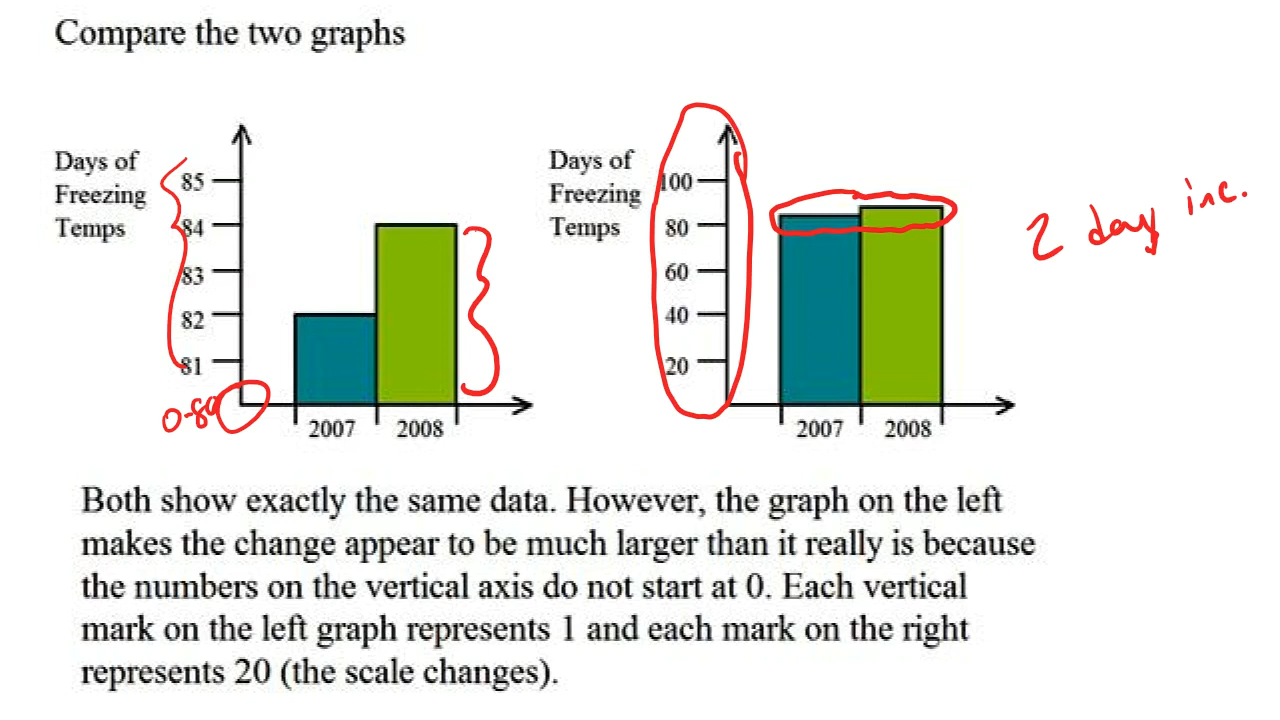 Compare the two graphs
Days of
Freezing
Temps
85
84
83
82
81
0-80
2007 2008
Days of
Freezing
Temps
100
80
60
40
20
2007 2008
2 day inc.
Both show exactly the same data. However, the graph on the left
makes the change appear to be much larger than it really is because
the numbers on the vertical axis do not start at 0. Each vertical
mark on the left graph represents 1 and each mark on the right
represents 20 (the scale changes).